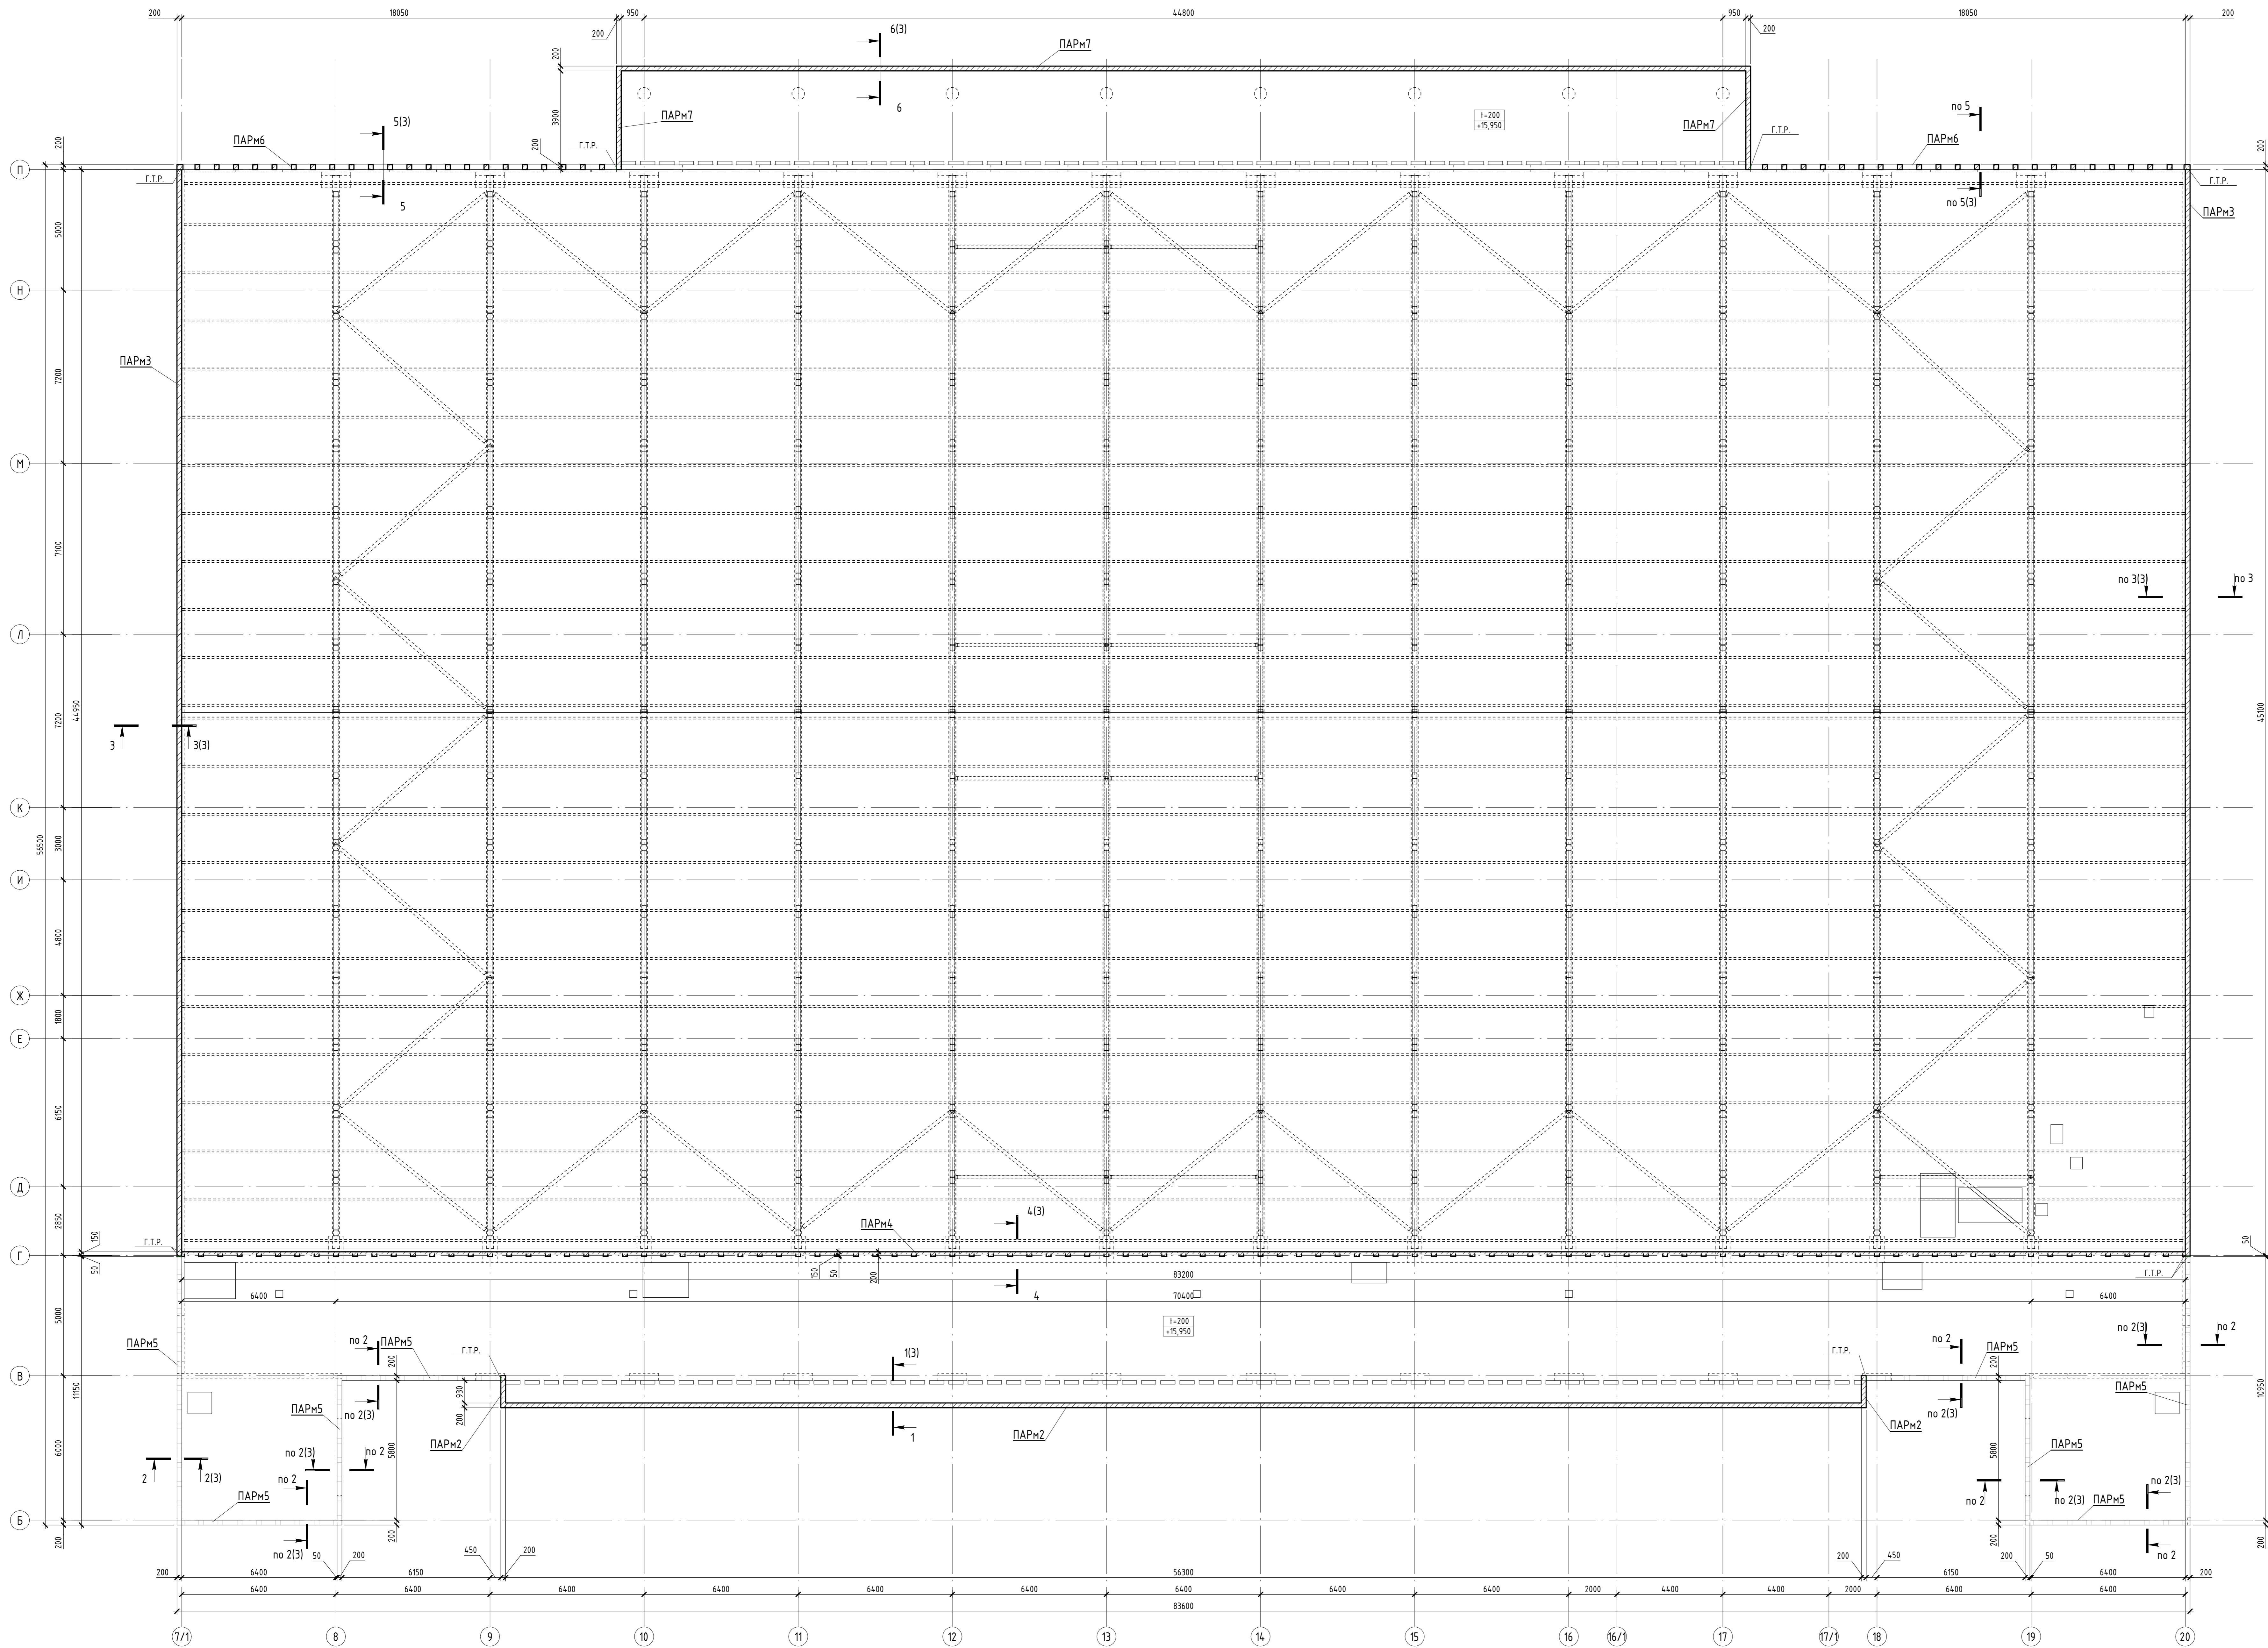 200
18050
950
44800
950
18050
200
200
200
6(3)
ПАРм7
200
3900
6
ПАРм7
t=200
+15,950
ПАРм7
Г.Т.Р.
по 5
ПАРм6
200
ПАРм6
5(3)
200
Г.Т.Р.
200
П
Г.Т.Р.
5
по 5(3)
Г.Т.Р.
ПАРм3
5000
Н
ПАРм3
7200
М
7100
по 3(3)
по 3
Л
7200
44950
45100
3
3(3)
К
56500
3000
И
4800
Ж
1800
Е
6150
Д
2850
150
Г.Т.Р.
ПАРм4
4(3)
Г
50
150
50
200
83200
50
Г.Т.Р.
6400
4
70400
6400
5000
t=200
+15,950
ПАРм5
по 2
ПАРм5
200
Г.Т.Р.
1(3)
Г.Т.Р.
по 2
ПАРм5
200
по 2(3)
по 2
В
11150
930
200
по 2(3)
ПАРм5
ПАРм2
1
ПАРм2
ПАРм2
по 2(3)
ПАРм5
10950
6000
5800
5800
2
2(3)
по 2(3)
по 2
по 2
ПАРм5
ПАРм5
по 2
по 2(3)
по 2(3)
ПАРм5
Б
200
200
200
200
по 2(3)
50
200
450
200
200
450
200
50
по 2
200
6400
6150
56300
6150
6400
200
6400
6400
6400
6400
6400
6400
6400
6400
6400
2000
4400
4400
2000
6400
6400
83600
7/1
8
9
10
11
12
13
14
15
16
16/1
17
17/1
18
19
20